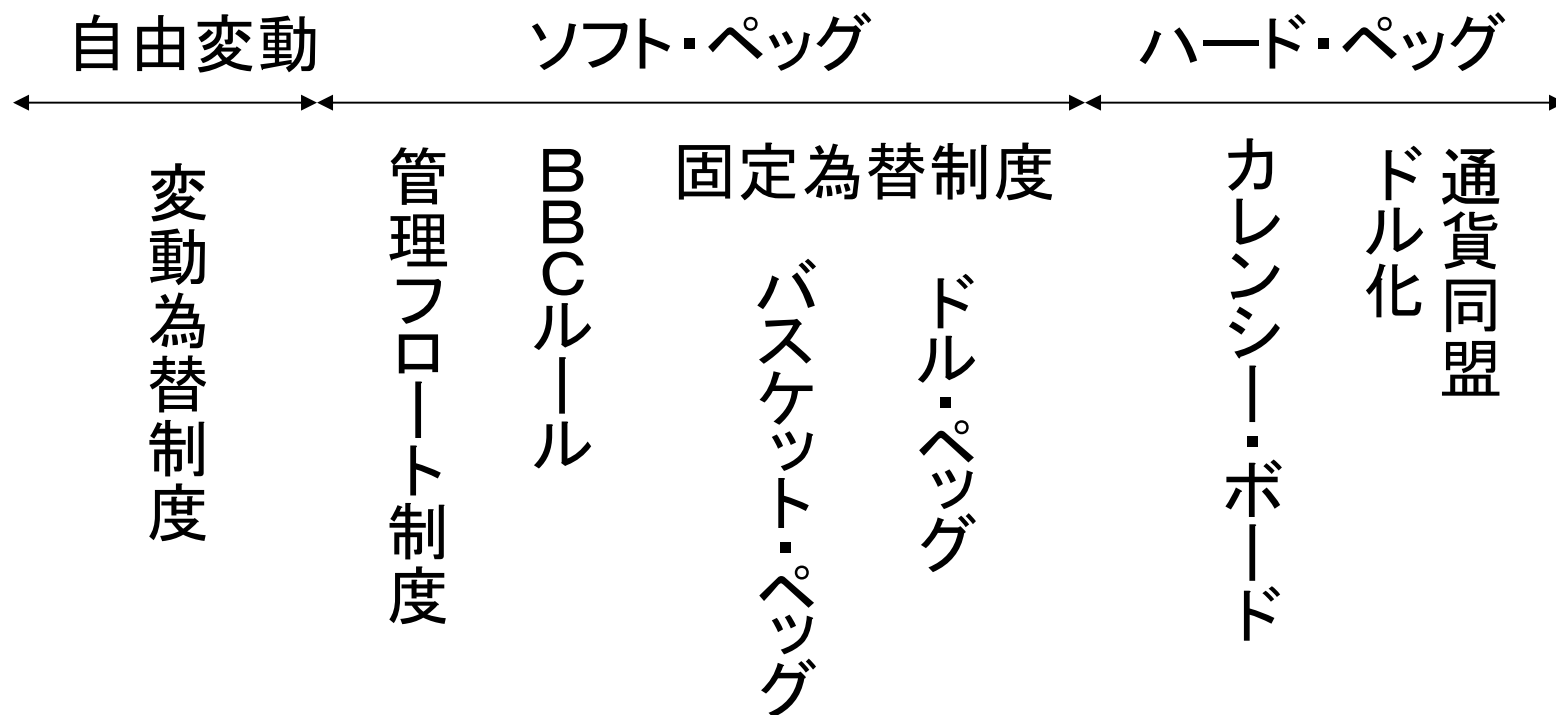 自由変動
ソフト・ペッグ
ハード・ペッグ
変動為替制度
管理フロート制度
ＢＢＣルール
固定為替制度
バスケット・ペッグ
ドル・ペッグ
カレンシー・ボード
ドル化
通貨同盟